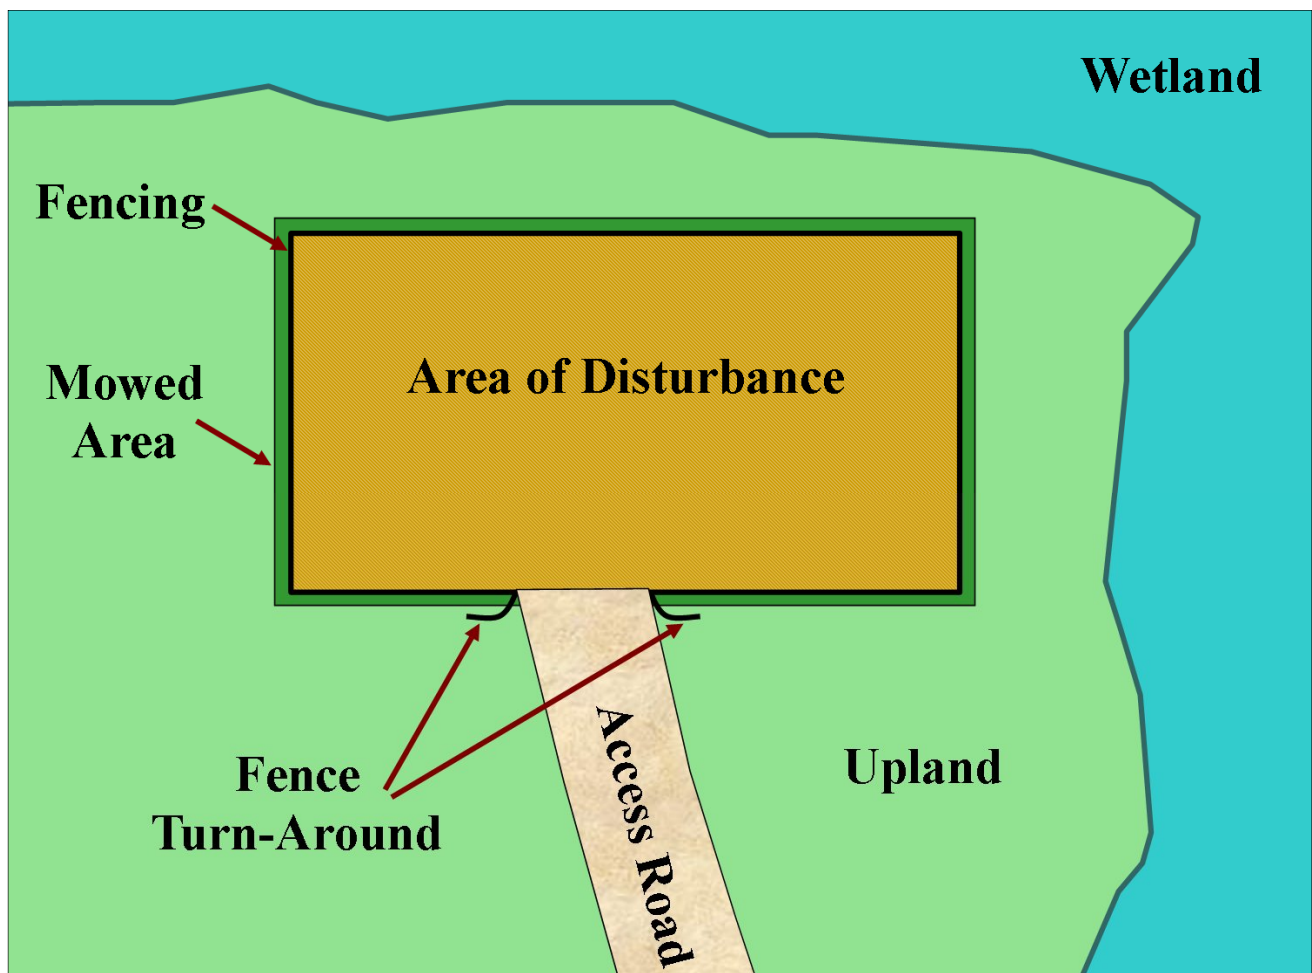 Wetland
Fencing
Mowed
Area
Area of Disturbance
Fence
Turn-Around
Access Road
Upland